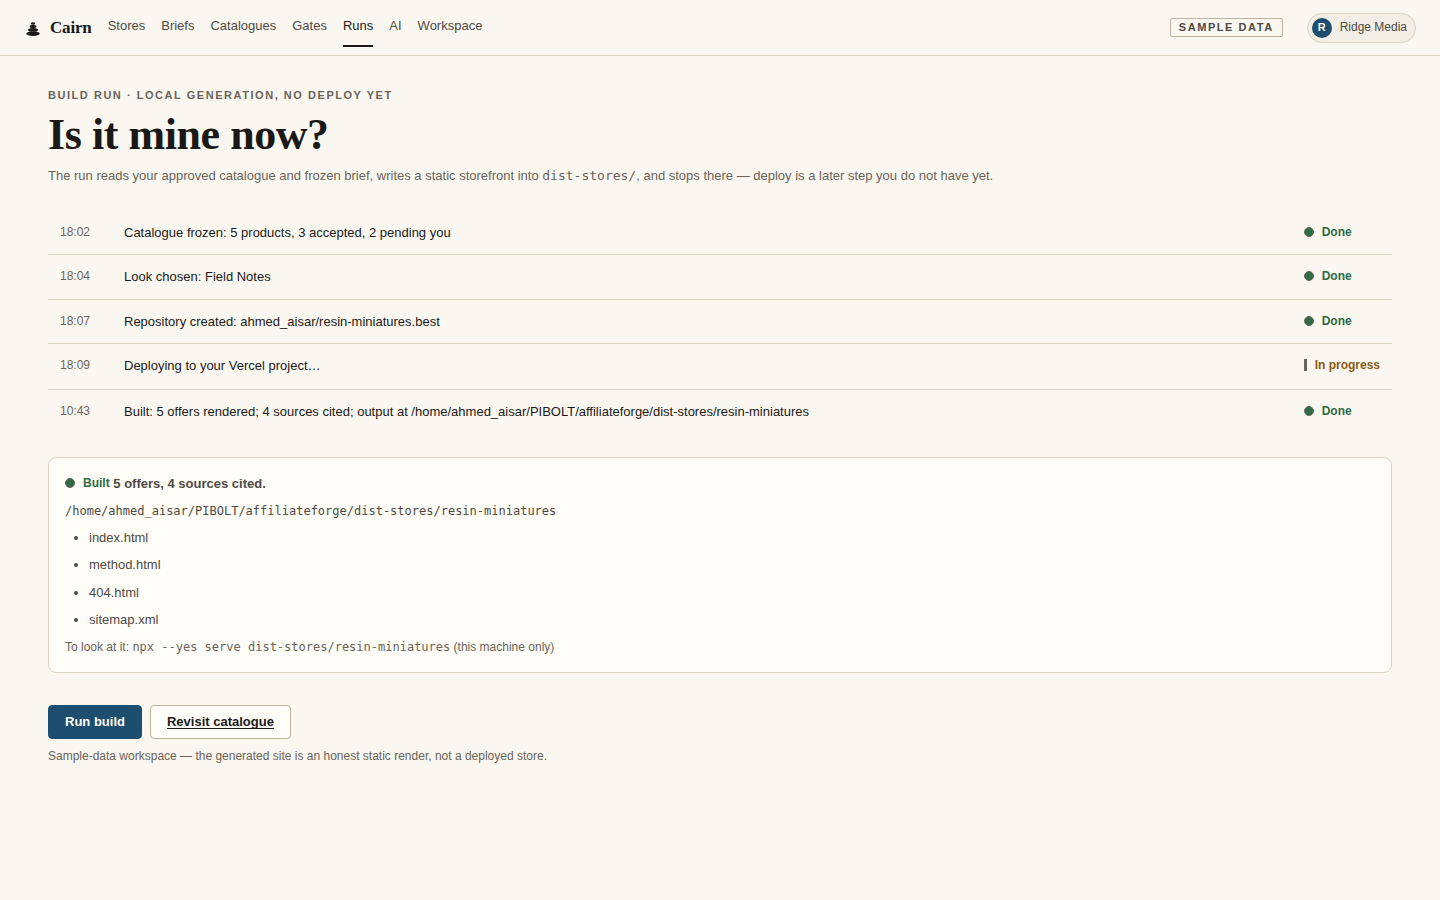 Cairn Stores Briefs Catalogues Gates Runs AI Workspace SAMPLE DATA R Ridge Media
BUILD RUN · LOCAL GENERATION, NO DEPLOY YET
Is it mine now?
The run reads your approved catalogue and frozen brief, writes a static storefront into dist-stores/, and stops there — deploy is a later step you do not have yet.
18:02 Catalogue frozen: 5 products, 3 accepted, 2 pending you Done
18:04 Look chosen: Field Notes Done
18:07 Repository created: ahmed_aisar/resin-miniatures.best Done
18:09 Deploying to your Vercel project… In progress
10:43 Built: 5 offers rendered; 4 sources cited; output at /home/ahmed_aisar/PIBOLT/affiliateforge/dist-stores/resin-miniatures Done
Built 5 offers, 4 sources cited.
/home/ahmed_aisar/PIBOLT/affiliateforge/dist-stores/resin-miniatures
index.html
method.html
404.html
sitemap.xml
To look at it: npx --yes serve dist-stores/resin-miniatures (this machine only)
Run build Revisit catalogue
Sample-data workspace — the generated site is an honest static render, not a deployed store.